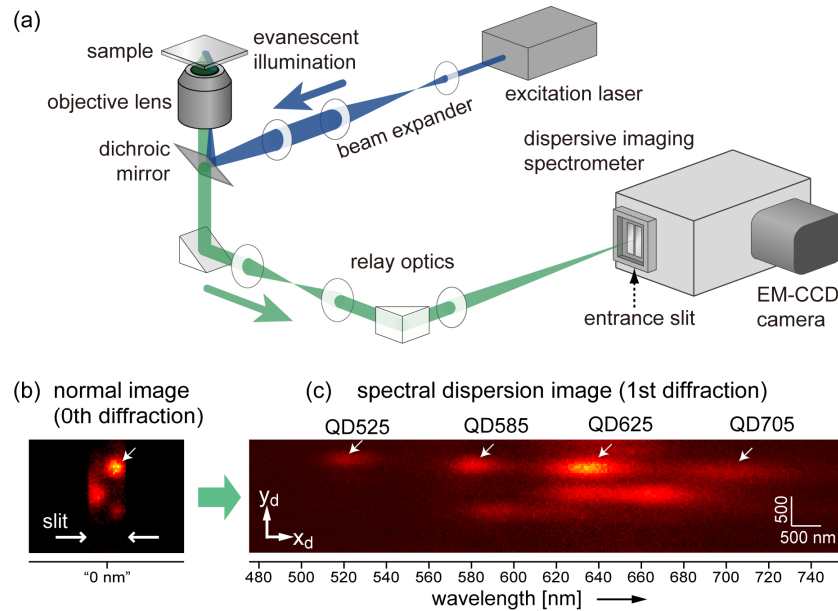 (a)
sample
evanescent
illumination
objective lens
excitation laser
beam expander
dichroic
mirror
dispersive imaging
spectrometer
relay optics
entrance slit
EM-CCD
camera
(b) normal image
(0th diffraction)
(c) spectral dispersion image (1st diffraction)
QD525 QD585 QD625 QD705
slit
"0 nm"
y_d
x_d
500
500 nm
480 500 520 540 560 580 600 620 640 660 680 700 720 740
wavelength [nm]